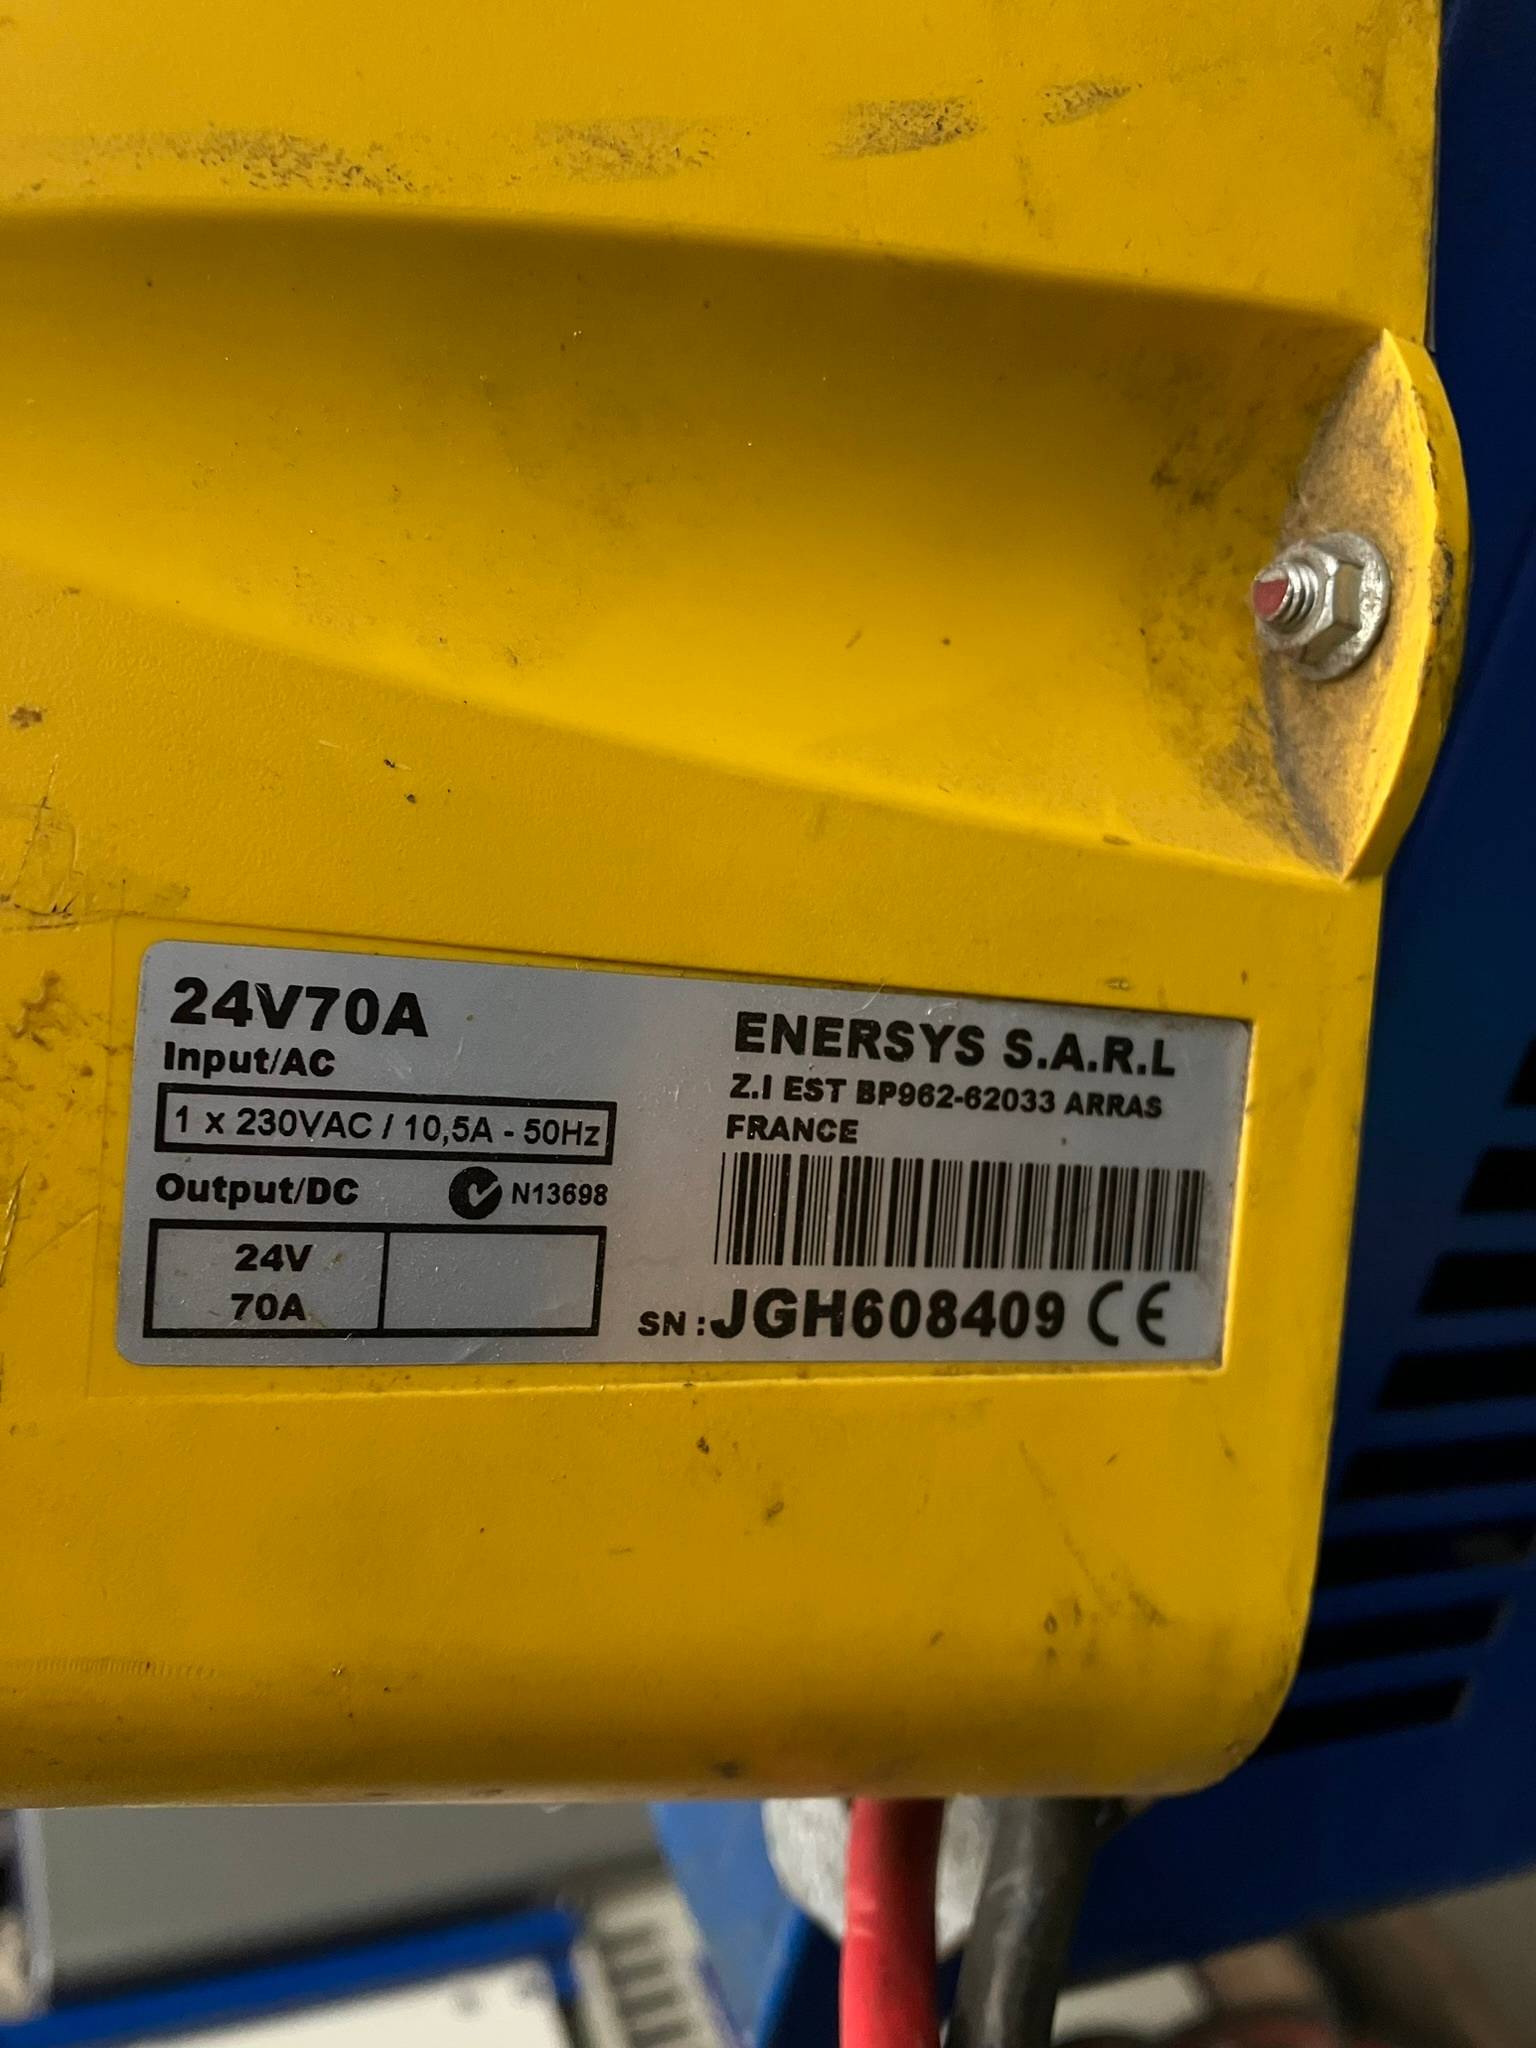 24V70A
Input/AC
1 x 230VAC / 10,5A - 50Hz
Output/DC
N13698
24V
70A
ENERSYS S.A.R.L
Z.I EST BP962-62033 ARRAS
FRANCE
SN :JGH608409 CE